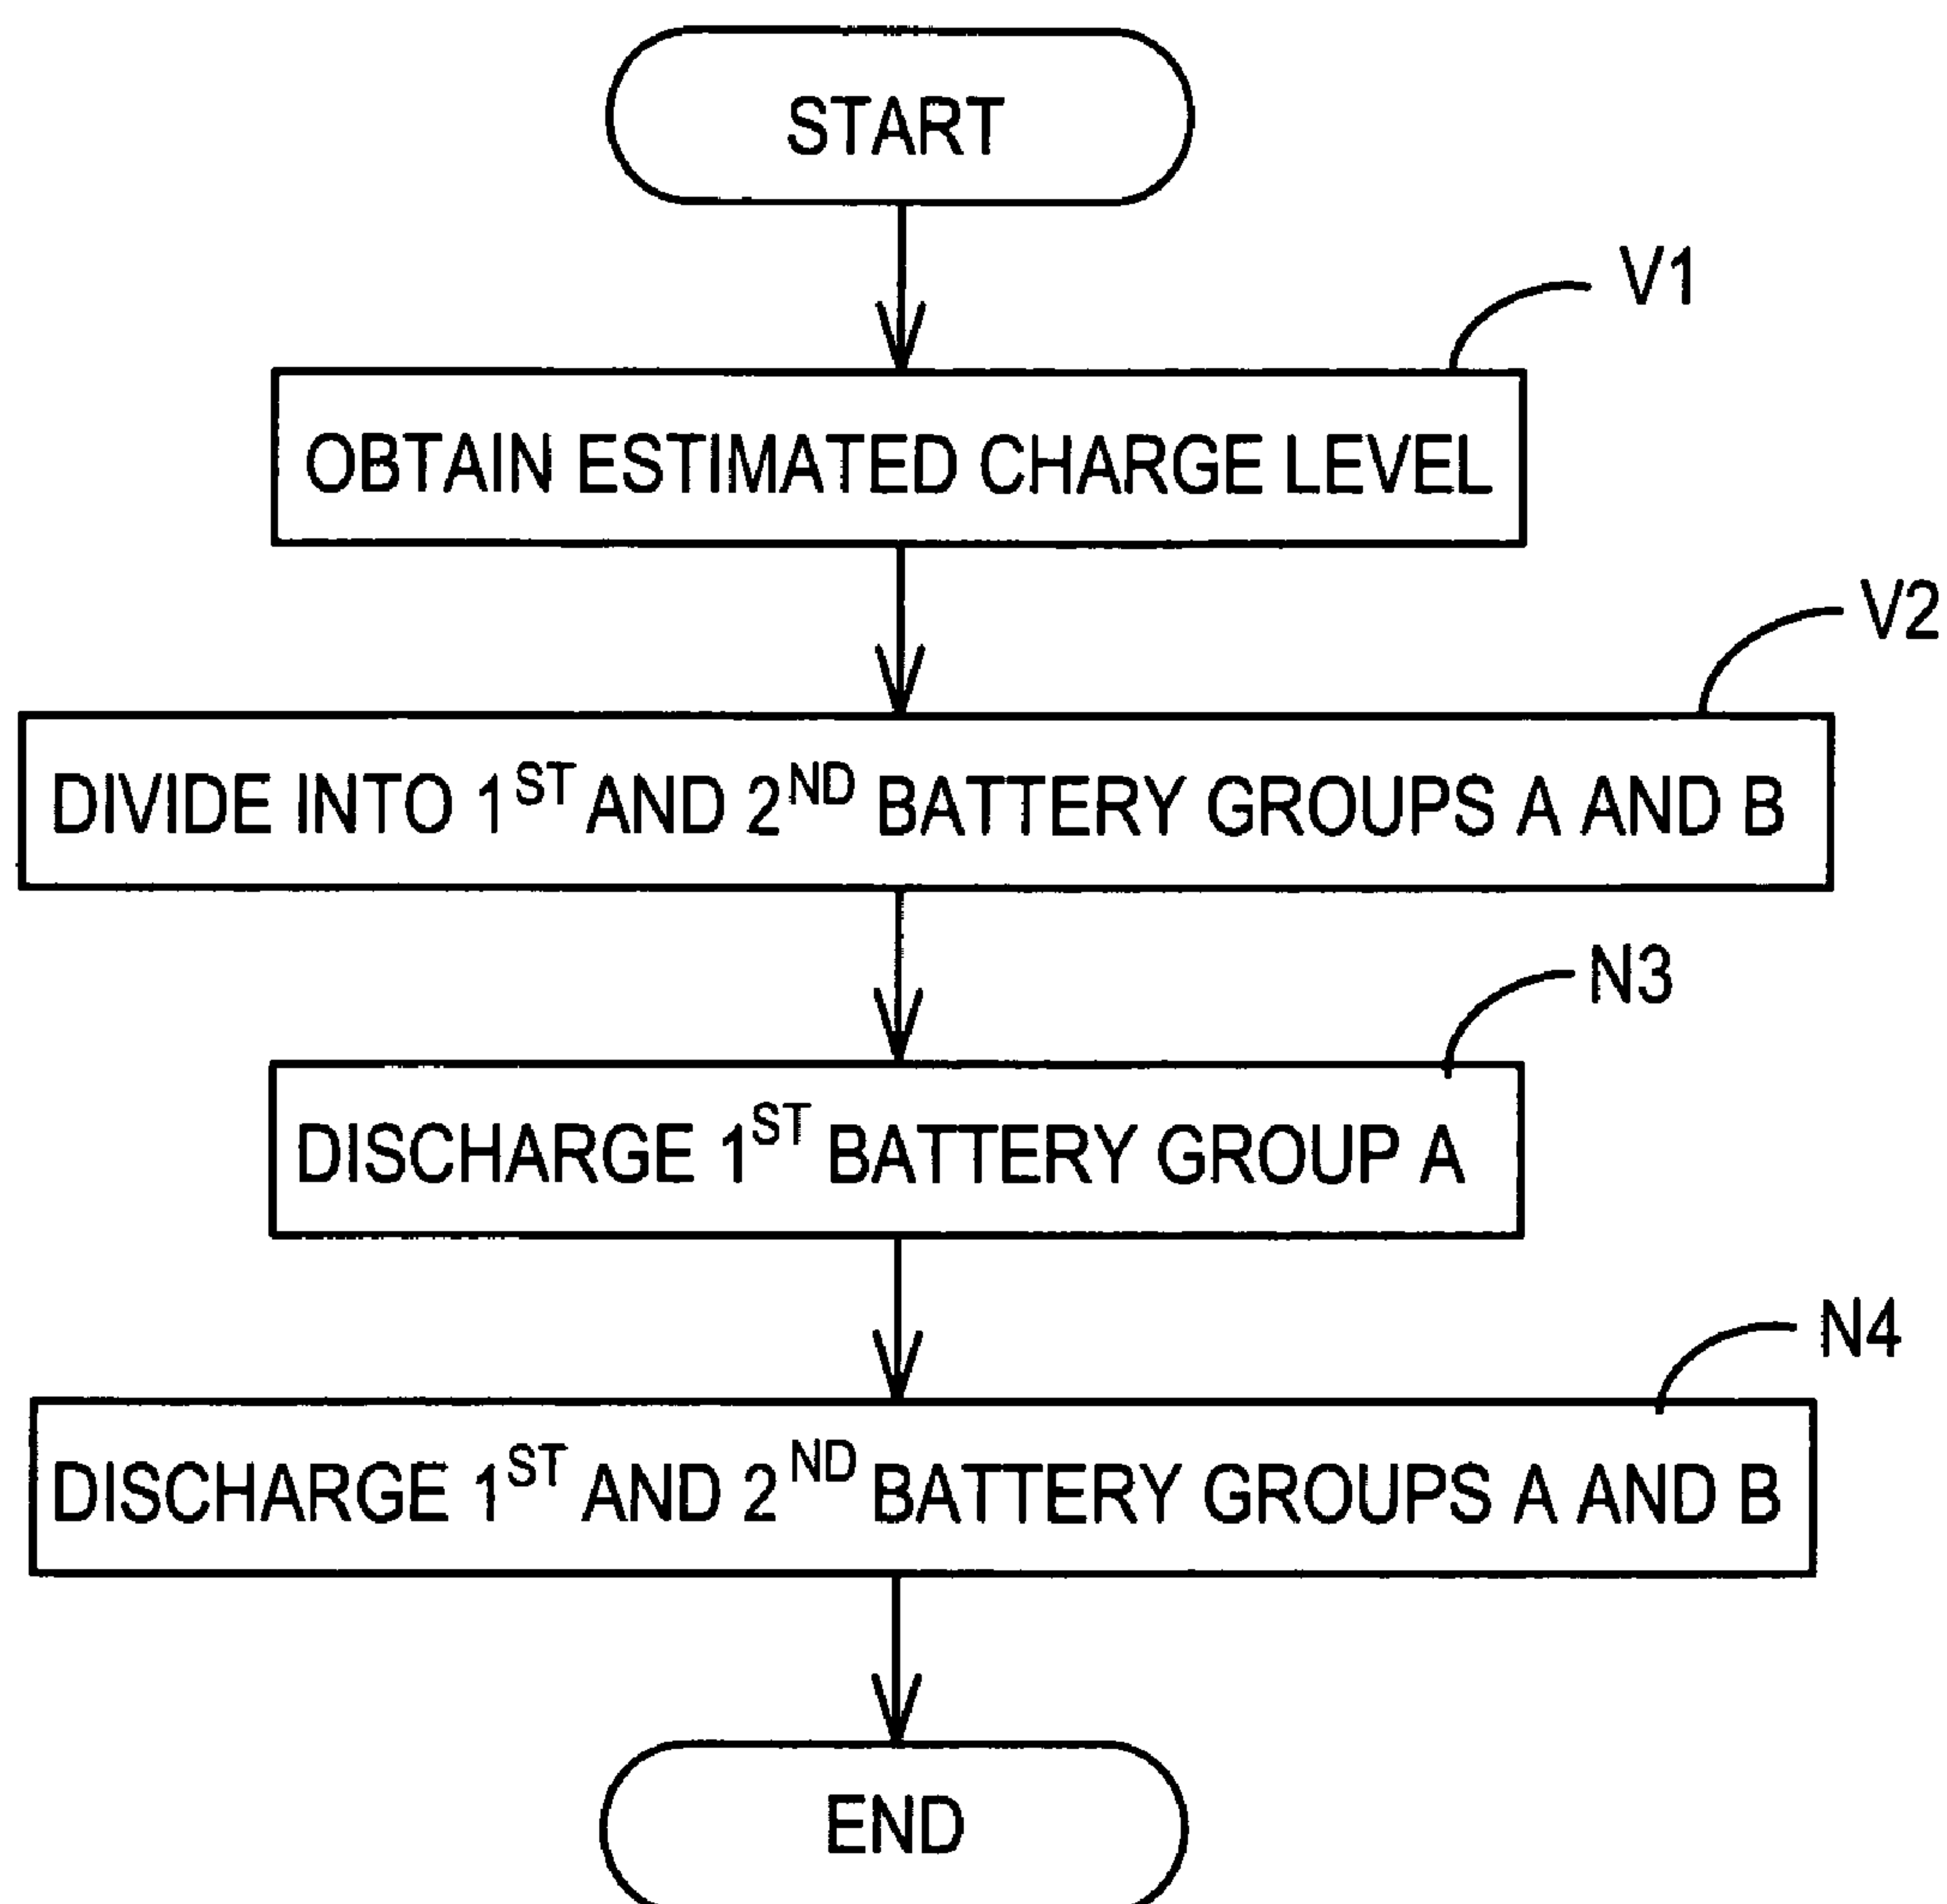 START
V1
OBTAIN ESTIMATED CHARGE LEVEL
V2
DIVIDE INTO 1ST AND 2ND BATTERY GROUPS A AND B
N3
DISCHARGE 1ST BATTERY GROUP A
N4
DISCHARGE 1ST AND 2ND BATTERY GROUPS A AND B
END